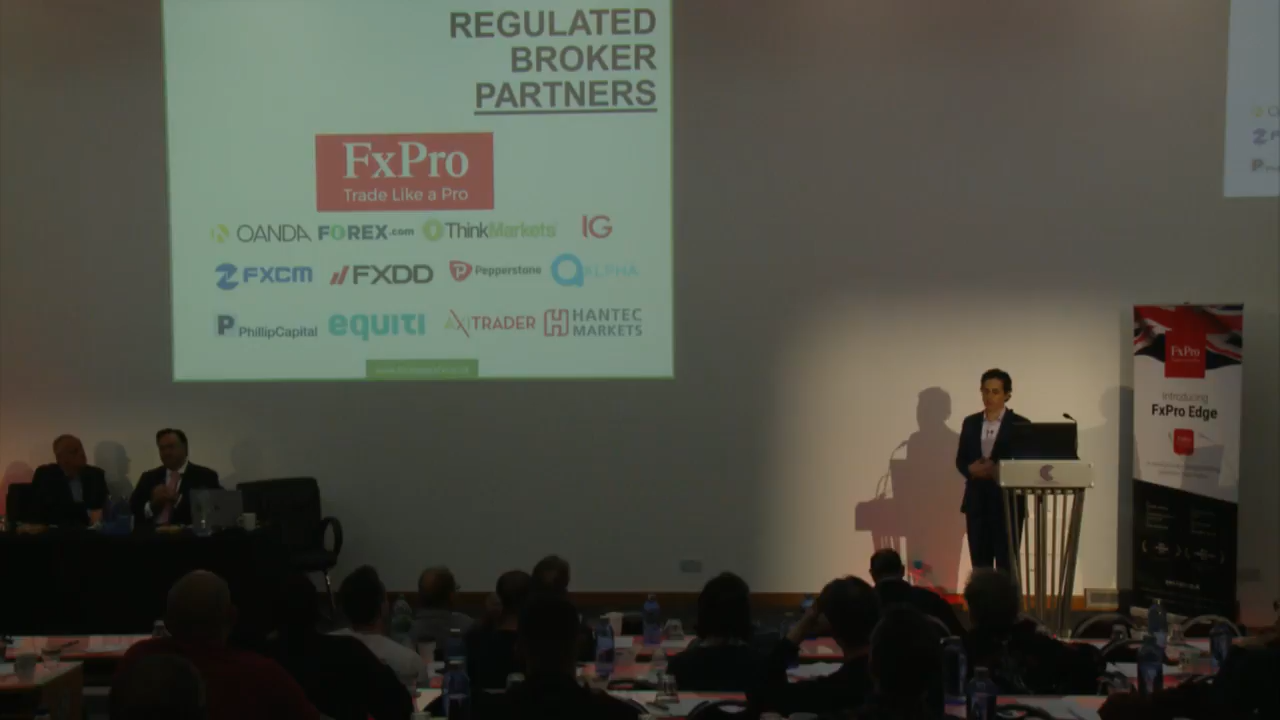 REGULATED
BROKER
PARTNERS
FxPro
Trade Like a Pro
OANDA FOREX.com ThinkMarkets IG
FXCM FXDD Pepperstone ALPHA
P PhillipCapital equiti AXITRADER HANTEC
MARKETS
FxPro
Introducing
FxPro Edge